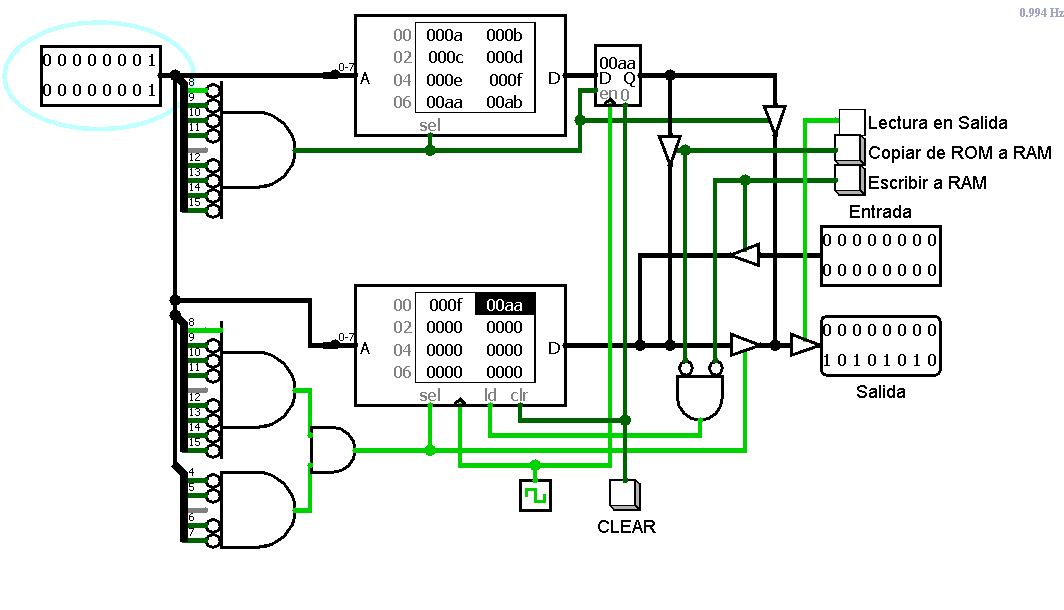 0.994 Hz
0 0 0 0 0 0 0 1
0 0 0 0 0 0 0 1
8
9
10
11
12
13
14
15
0-7
A
00 000a 000b
02 000c 000d
04 000e 000f
06 00aa 00ab
D
sel
00aa
D Q
en 0
Lectura en Salida
Copiar de ROM a RAM
Escribir a RAM
Entrada
0 0 0 0 0 0 0 0
0 0 0 0 0 0 0 0
8
9
10
11
12
13
14
15
4
5
6
7
0-7
A
00 000f 00aa
02 0000 0000
04 0000 0000
06 0000 0000
D
sel ld clr
0 0 0 0 0 0 0 0
1 0 1 0 1 0 1 0
Salida
CLEAR